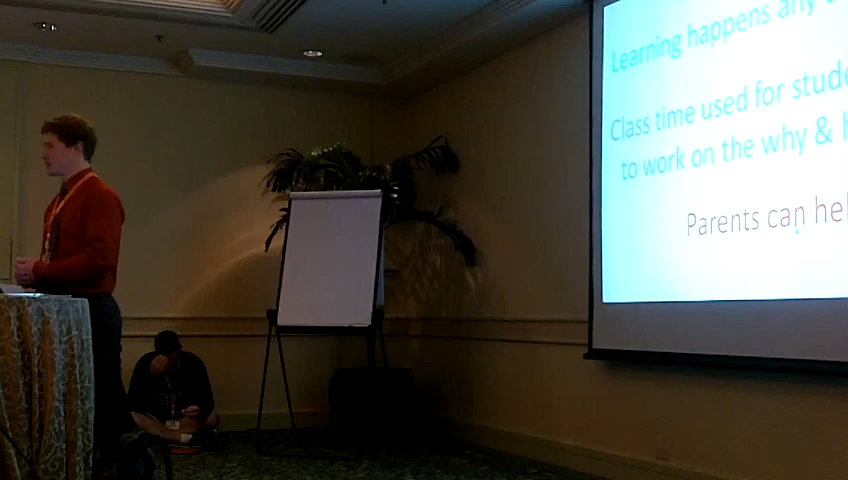 Learning happens any
Class time used for stude
to work on the why & h
Parents can hel